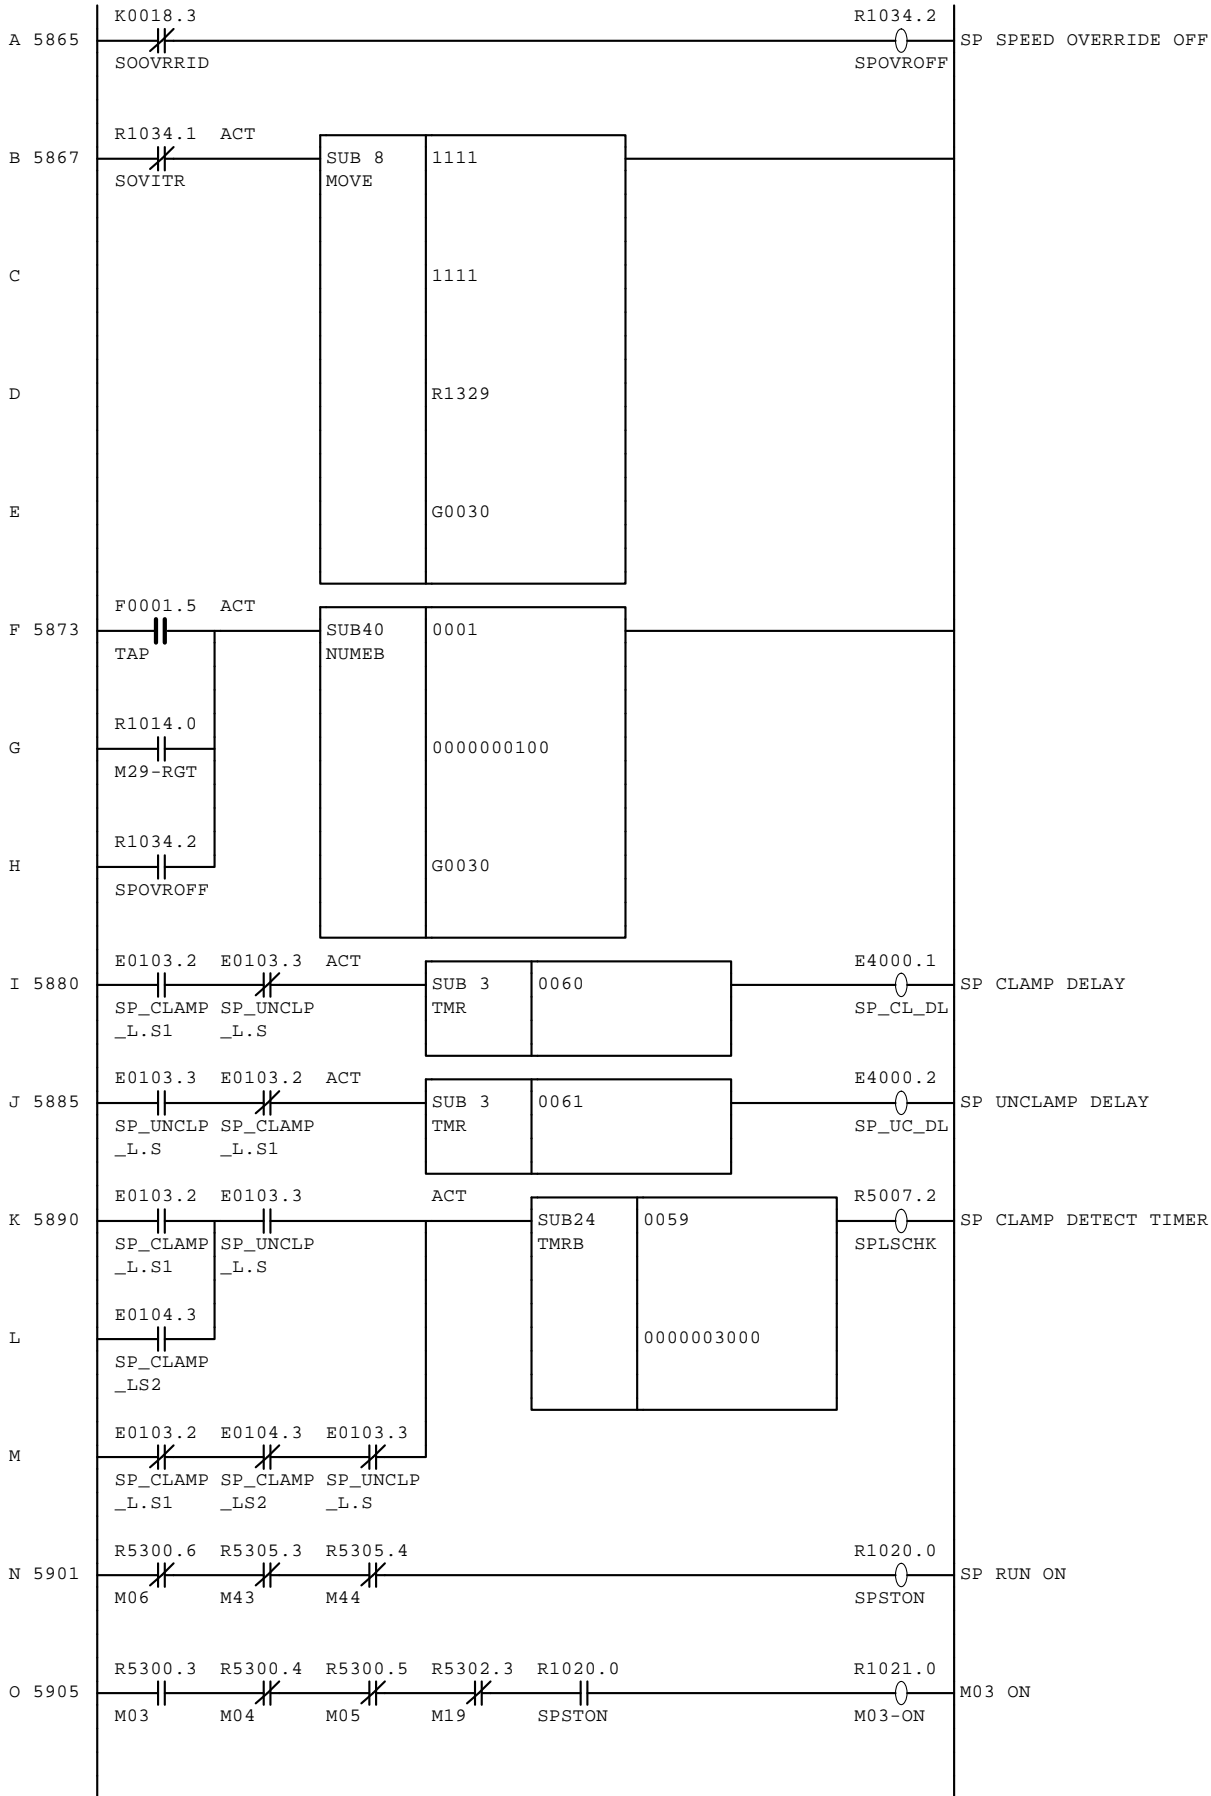 K0018.3 R1034.2
A 5865 SP SPEED OVERRIDE OFF
SOOVRRID SPOVROFF
R1034.1 ACT
B 5867 SUB 8 1111
SOVITR MOVE
C 1111
D R1329
E G0030
F0001.5 ACT
F 5873 SUB40 0001
TAP NUMEB
R1014.0
G 0000000100
M29-RGT
R1034.2
H G0030
SPOVROFF
E0103.2 E0103.3 ACT E4000.1
I 5880 SUB 3 0060 SP CLAMP DELAY
SP_CLAMP SP_UNCLP TMR SP_CL_DL
_L.S1 _L.S
E0103.3 E0103.2 ACT E4000.2
J 5885 SUB 3 0061 SP UNCLAMP DELAY
SP_UNCLP SP_CLAMP TMR SP_UC_DL
_L.S _L.S1
E0103.2 E0103.3 ACT R5007.2
K 5890 SUB24 0059 SP CLAMP DETECT TIMER
SP_CLAMP SP_UNCLP TMRB SPLSCHK
_L.S1 _L.S
E0104.3
L 0000003000
SP_CLAMP
_LS2
E0103.2 E0104.3 E0103.3
M
SP_CLAMP SP_CLAMP SP_UNCLP
_L.S1 _LS2 _L.S
R5300.6 R5305.3 R5305.4 R1020.0
N 5901 SP RUN ON
M06 M43 M44 SPSTON
R5300.3 R5300.4 R5300.5 R5302.3 R1020.0 R1021.0
O 5905 M03 ON
M03 M04 M05 M19 SPSTON M03-ON